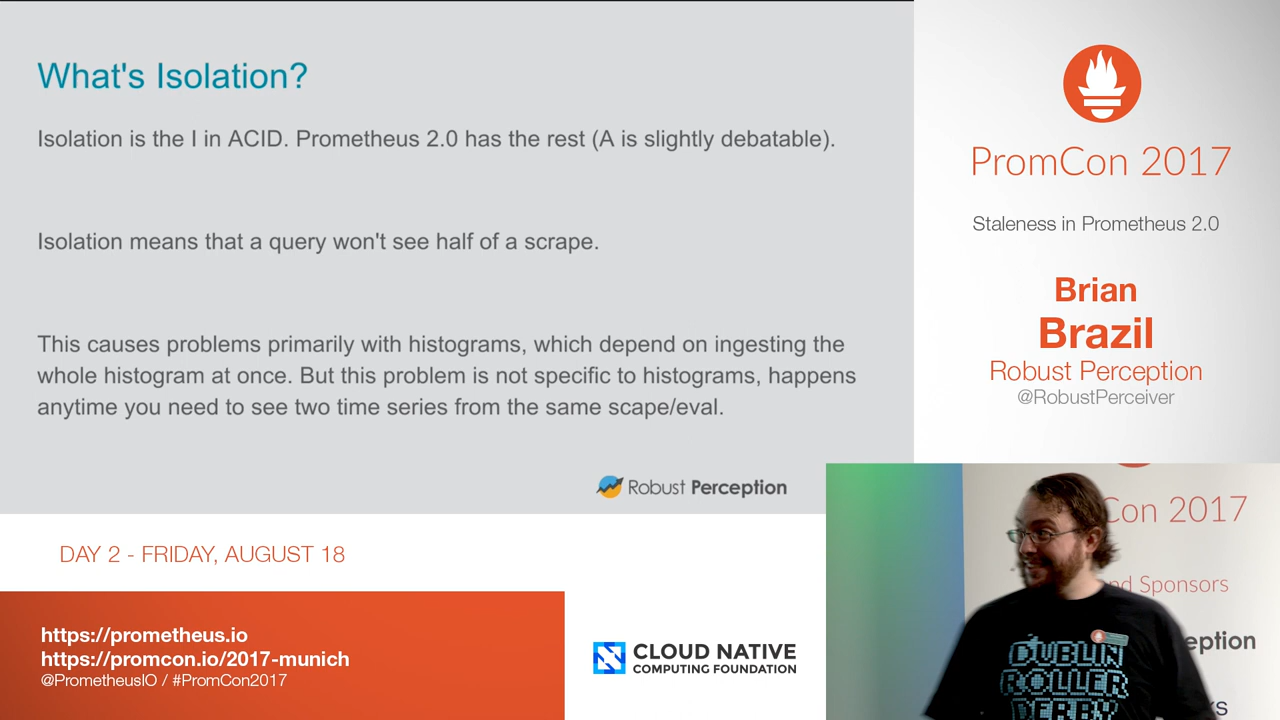 What's Isolation?
Isolation is the I in ACID. Prometheus 2.0 has the rest (A is slightly debatable).
Isolation means that a query won't see half of a scrape.
This causes problems primarily with histograms, which depend on ingesting the
whole histogram at once. But this problem is not specific to histograms, happens
anytime you need to see two time series from the same scape/eval.
Robust Perception
PromCon 2017
Staleness in Prometheus 2.0
Brian
Brazil
Robust Perception
@RobustPerceiver
DAY 2 - FRIDAY, AUGUST 18
https://prometheus.io
https://promcon.io/2017-munich
@PrometheusIO / #PromCon2017
CLOUD NATIVE
COMPUTING FOUNDATION
Con 2017
nd Sponsors
eption
DUBLIN
ROLLER
DERBY